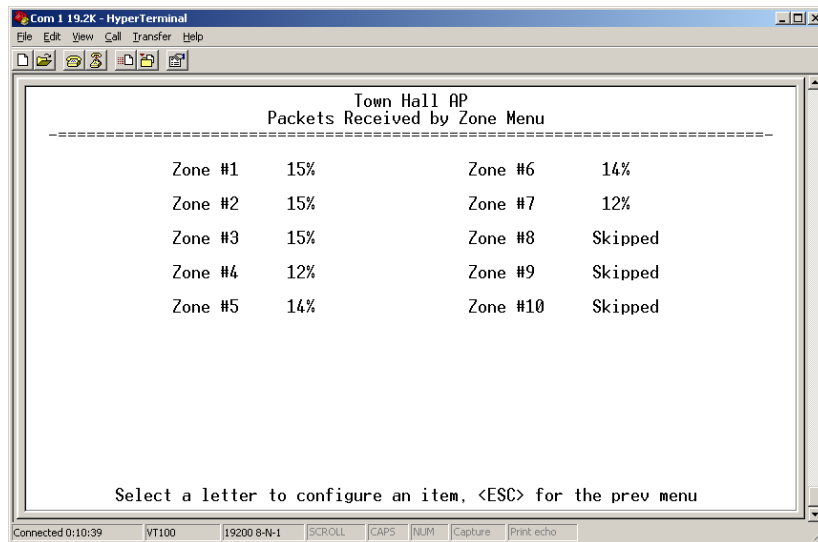 Com 1 19.2K - HyperTerminal
File Edit View Call Transfer Help
Town Hall AP
Packets Received by Zone Menu
-==========================================================================-
Zone #1 15% Zone #6 14%
Zone #2 15% Zone #7 12%
Zone #3 15% Zone #8 Skipped
Zone #4 12% Zone #9 Skipped
Zone #5 14% Zone #10 Skipped
Select a letter to configure an item, <ESC> for the prev menu
Connected 0:10:39 VT100 19200 8-N-1 SCROLL CAPS NUM Capture Print echo